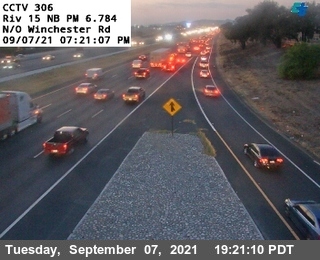 CCTV 306
Riv 15 NB PM 6.784
N/O Winchester Rd
09/07/21 07:21:07 PM
Tuesday, September 07, 2021 19:21:10 PDT